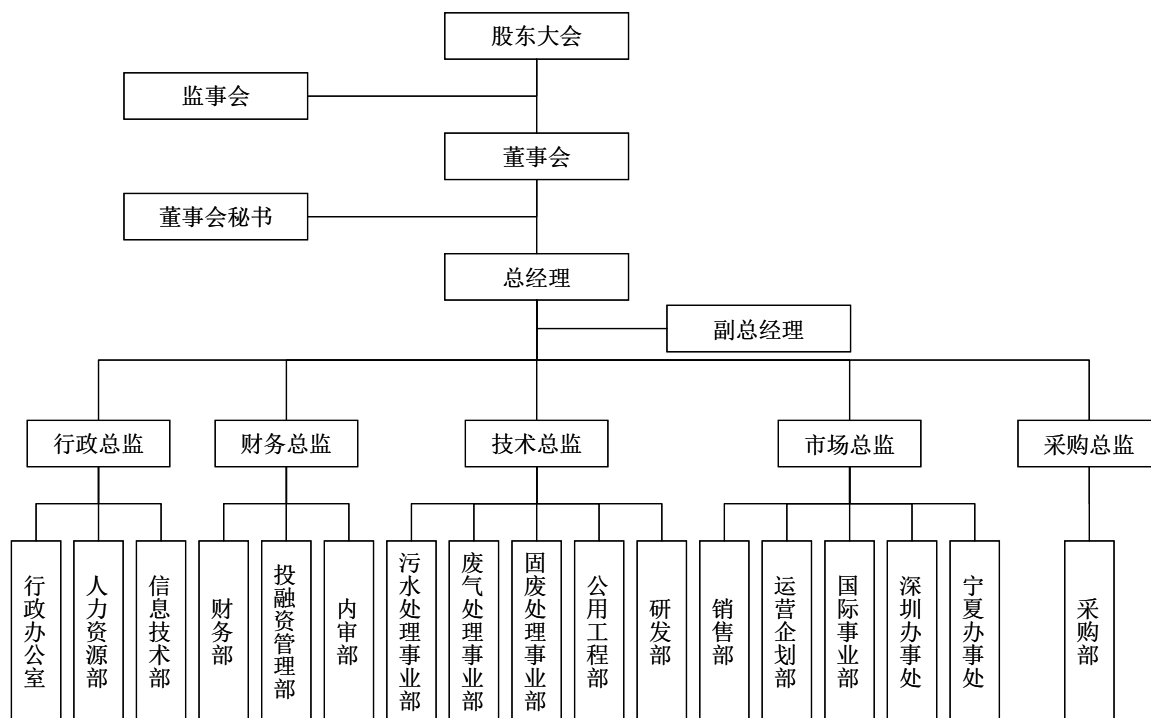 股东大会
监事会
董事会
董事会秘书
总经理
副总经理
行政总监
财务总监
技术总监
市场总监
采购总监
行政办公室
人力资源部
信息技术部
财务部
投融资管理部
内审部
污水处理事业部
废气处理事业部
固废处理事业部
公用工程部
研发部
销售部
运营企划部
国际事业部
深圳办事处
宁夏办事处
采购部